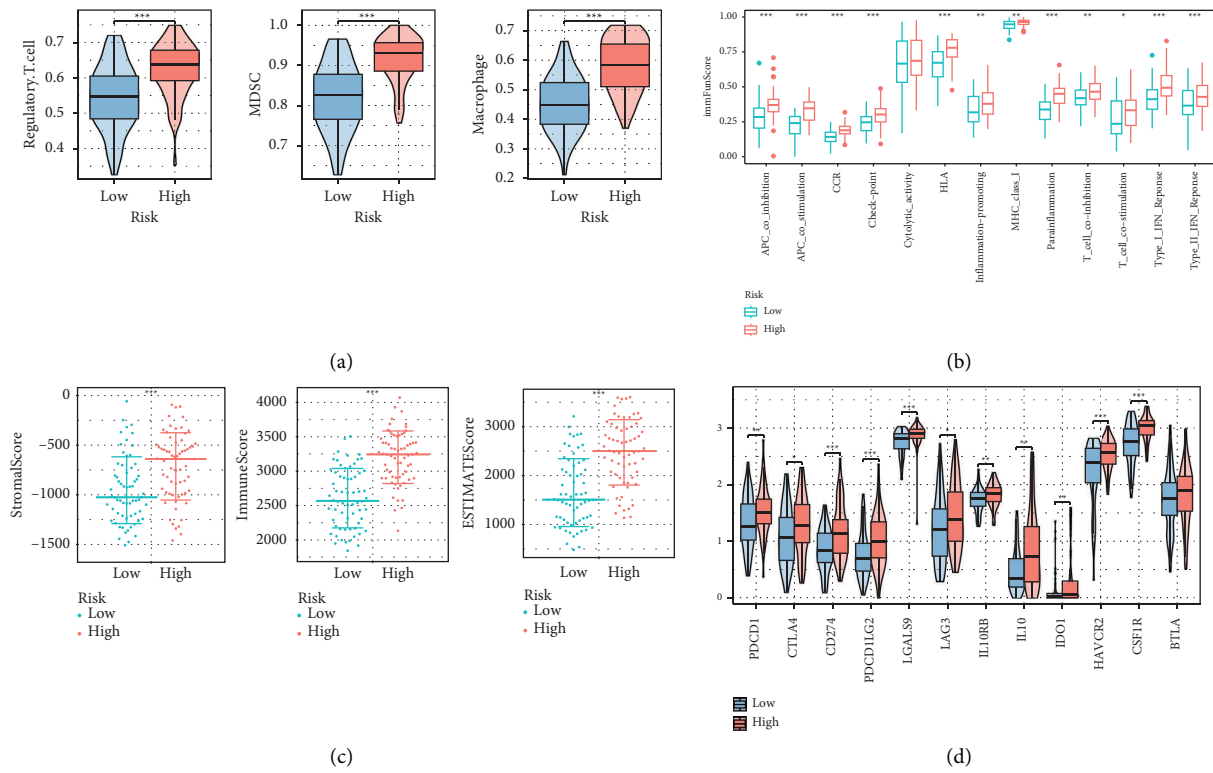 ***
Regulatory.T.cell
0.7
0.6
0.5
0.4
Low
High
Risk
***
MDSC
1.0
0.9
0.8
0.7
Low
High
Risk
***
Macrophage
0.7
0.6
0.5
0.4
0.3
0.2
Low
High
Risk
(a)
immFunScore
1.00
0.75
0.50
0.25
0.00
*** *** *** *** *** ** ** *** ** * *** ***
APC_co_inhibition
APC_co_stimulation
CCR
Check-point
Cytolytic_activity
HLA
Inflammation-promoting
MHC_class_I
Parainflammation
T_cell_co-inhibition
T_cell_co-stimulation
Type_I_IFN_Reponse
Type_II_IFN_Reponse
Risk
Low
High
(b)
***
StromalScore
0
−500
−1000
−1500
Low
High
Risk
Low
High
***
ImmuneScore
4000
3500
3000
2500
2000
Low
High
Risk
Low
High
***
ESTIMATEScore
3000
2000
1000
Low
High
(c)
3
2
1
0
** * *** *** *** * ** ** ** *** ***
PDCD1
CTLA4
CD274
PDCD1LG2
LGALS9
LAG3
IL10RB
IL10
IDO1
HAVCR2
CSF1R
BTLA
Low
High
(d)